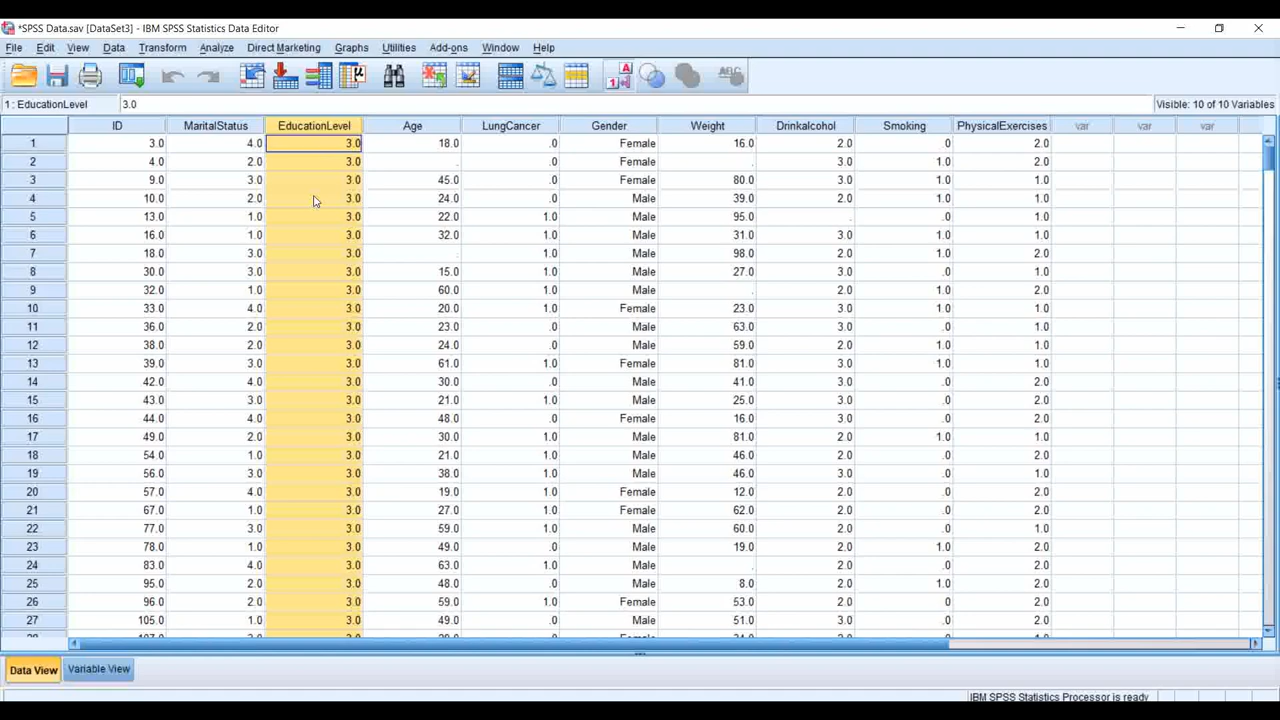 *SPSS Data.sav [DataSet3] - IBM SPSS Statistics Data Editor
File Edit View Data Transform Analyze Direct Marketing Graphs Utilities Add-ons Window Help
1 : EducationLevel 3.0 Visible: 10 of 10 Variables
ID MaritalStatus EducationLevel Age LungCancer Gender Weight Drinkalcohol Smoking PhysicalExercises var var var
1 3.0 4.0 3.0 18.0 .0 Female 16.0 2.0 .0 2.0
2 4.0 2.0 3.0 . .0 Female . 3.0 1.0 2.0
3 9.0 3.0 3.0 45.0 .0 Female 80.0 3.0 1.0 1.0
4 10.0 2.0 3.0 24.0 .0 Male 39.0 2.0 1.0 1.0
5 13.0 1.0 3.0 22.0 1.0 Male 95.0 . .0 2.0
6 16.0 1.0 3.0 32.0 1.0 Male 31.0 3.0 1.0 1.0
7 18.0 3.0 3.0 . 1.0 Male 98.0 2.0 1.0 2.0
8 30.0 3.0 3.0 15.0 1.0 Male 27.0 3.0 .0 1.0
9 32.0 1.0 3.0 60.0 1.0 Male . 2.0 1.0 2.0
10 33.0 4.0 3.0 20.0 1.0 Female 23.0 3.0 1.0 1.0
11 36.0 2.0 3.0 23.0 .0 Male 63.0 3.0 .0 1.0
12 38.0 2.0 3.0 24.0 .0 Male 59.0 2.0 1.0 1.0
13 39.0 3.0 3.0 61.0 1.0 Female 81.0 3.0 1.0 1.0
14 42.0 4.0 3.0 30.0 .0 Male 41.0 3.0 .0 2.0
15 43.0 3.0 3.0 21.0 1.0 Male 25.0 3.0 .0 1.0
16 44.0 4.0 3.0 48.0 .0 Female 16.0 3.0 .0 2.0
17 49.0 2.0 3.0 30.0 1.0 Male 81.0 2.0 1.0 1.0
18 54.0 1.0 3.0 21.0 1.0 Male 46.0 2.0 .0 2.0
19 56.0 3.0 3.0 38.0 1.0 Male 46.0 3.0 .0 1.0
20 57.0 4.0 3.0 19.0 1.0 Female 12.0 2.0 .0 2.0
21 67.0 1.0 3.0 27.0 1.0 Female 62.0 2.0 .0 2.0
22 77.0 3.0 3.0 59.0 1.0 Male 60.0 2.0 .0 1.0
23 78.0 1.0 3.0 49.0 .0 Male 19.0 2.0 1.0 2.0
24 83.0 4.0 3.0 63.0 1.0 Male . 2.0 .0 2.0
25 95.0 2.0 3.0 48.0 .0 Male 8.0 2.0 1.0 2.0
26 96.0 2.0 3.0 59.0 1.0 Female 53.0 2.0 .0 2.0
27 105.0 1.0 3.0 49.0 .0 Male 51.0 3.0 .0 2.0
Data View Variable View
IBM SPSS Statistics Processor is ready